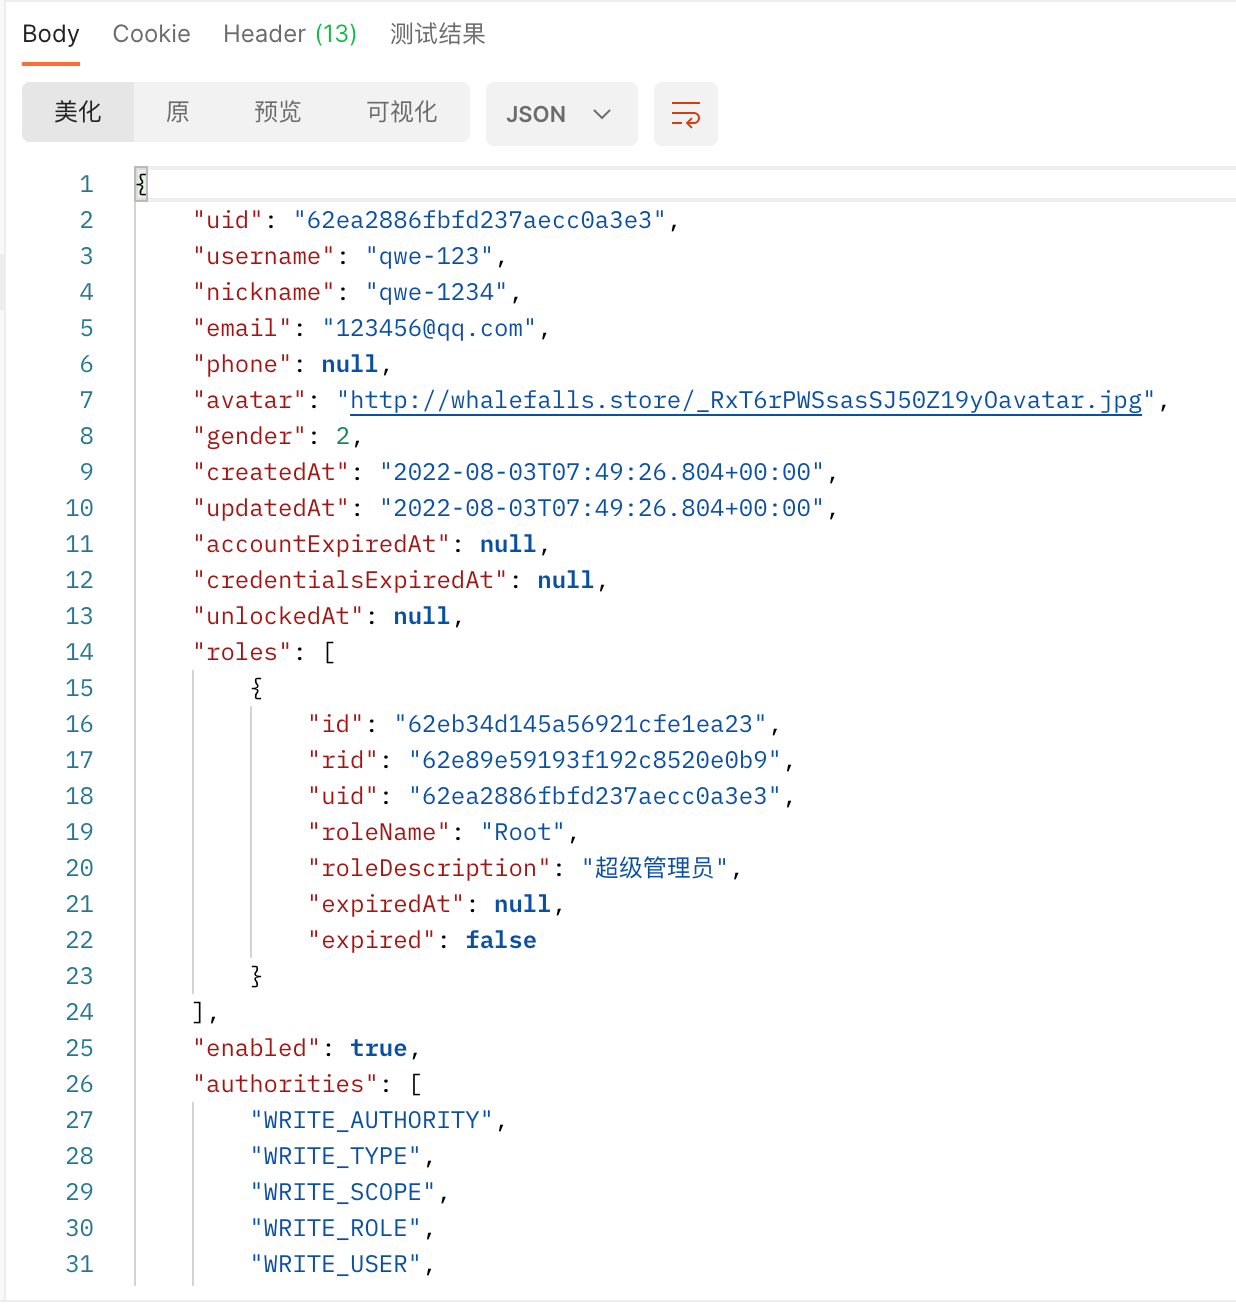 Body Cookie Header (13) 测试结果
美化 原 预览 可视化 JSON
1 {
2 "uid": "62ea2886fbfd237aecc0a3e3",
3 "username": "qwe-123",
4 "nickname": "qwe-1234",
5 "email": "123456@qq.com",
6 "phone": null,
7 "avatar": "http://whalefalls.store/_RxT6rPWSsasSJ50Z19yOavatar.jpg",
8 "gender": 2,
9 "createdAt": "2022-08-03T07:49:26.804+00:00",
10 "updatedAt": "2022-08-03T07:49:26.804+00:00",
11 "accountExpiredAt": null,
12 "credentialsExpiredAt": null,
13 "unlockedAt": null,
14 "roles": [
15 {
16 "id": "62eb34d145a56921cfe1ea23",
17 "rid": "62e89e59193f192c8520e0b9",
18 "uid": "62ea2886fbfd237aecc0a3e3",
19 "roleName": "Root",
20 "roleDescription": "超级管理员",
21 "expiredAt": null,
22 "expired": false
23 }
24 ],
25 "enabled": true,
26 "authorities": [
27 "WRITE_AUTHORITY",
28 "WRITE_TYPE",
29 "WRITE_SCOPE",
30 "WRITE_ROLE",
31 "WRITE_USER",